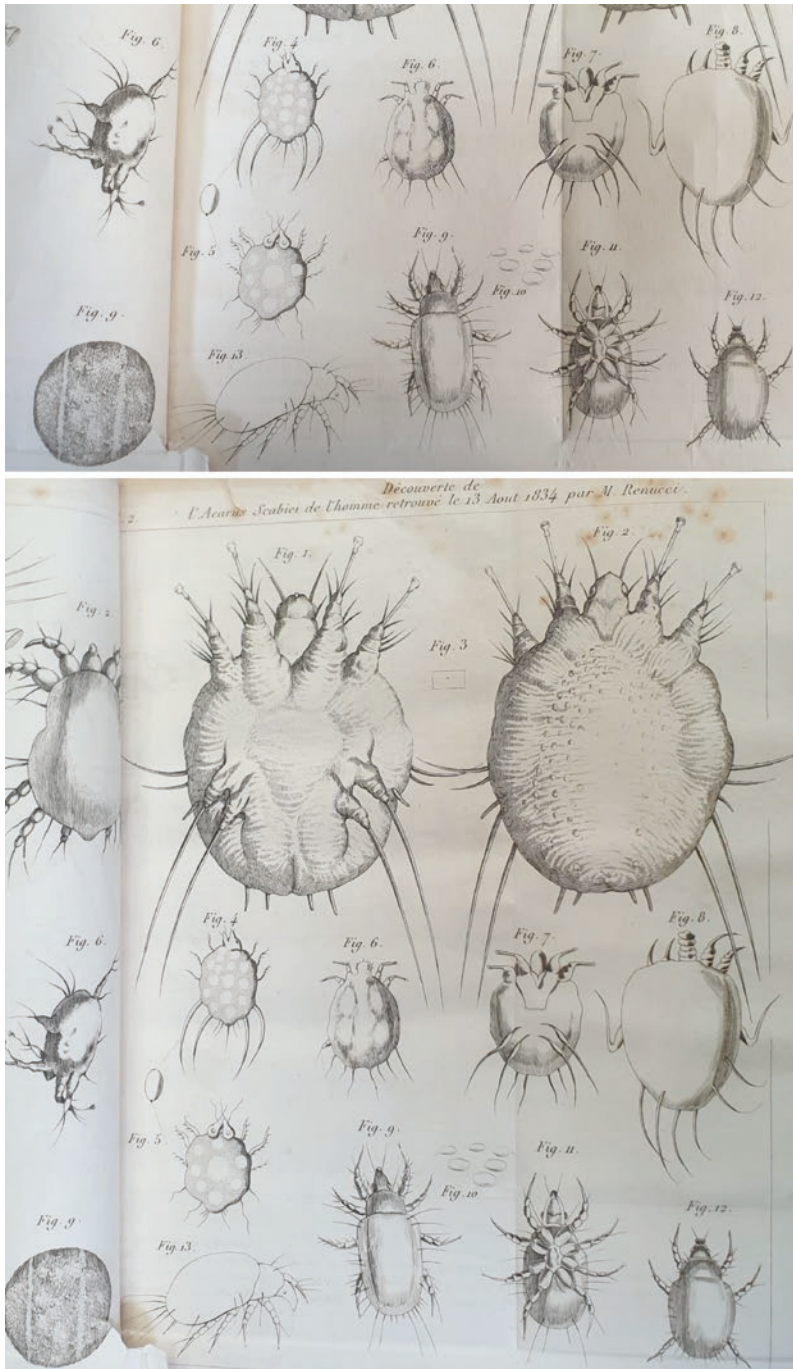 Fig. 6.
Fig. 4
Fig. 6.
Fig. 7.
Fig. 8.
Fig. 5
Fig. 9.
Fig. 10
Fig. 11.
Fig. 9.
Fig. 12.
Fig. 13.
Découverte de
2.
l'Acarus Scabiei de l'homme retrouvé le 13 Aout 1834 par M. Renucci.
Fig. 1.
Fig. 2.
Fig. 2.
Fig. 3
Fig. 6.
Fig. 4
Fig. 6.
Fig. 7.
Fig. 8.
Fig. 5
Fig. 9.
Fig. 10
Fig. 11.
Fig. 9.
Fig. 12.
Fig. 13.